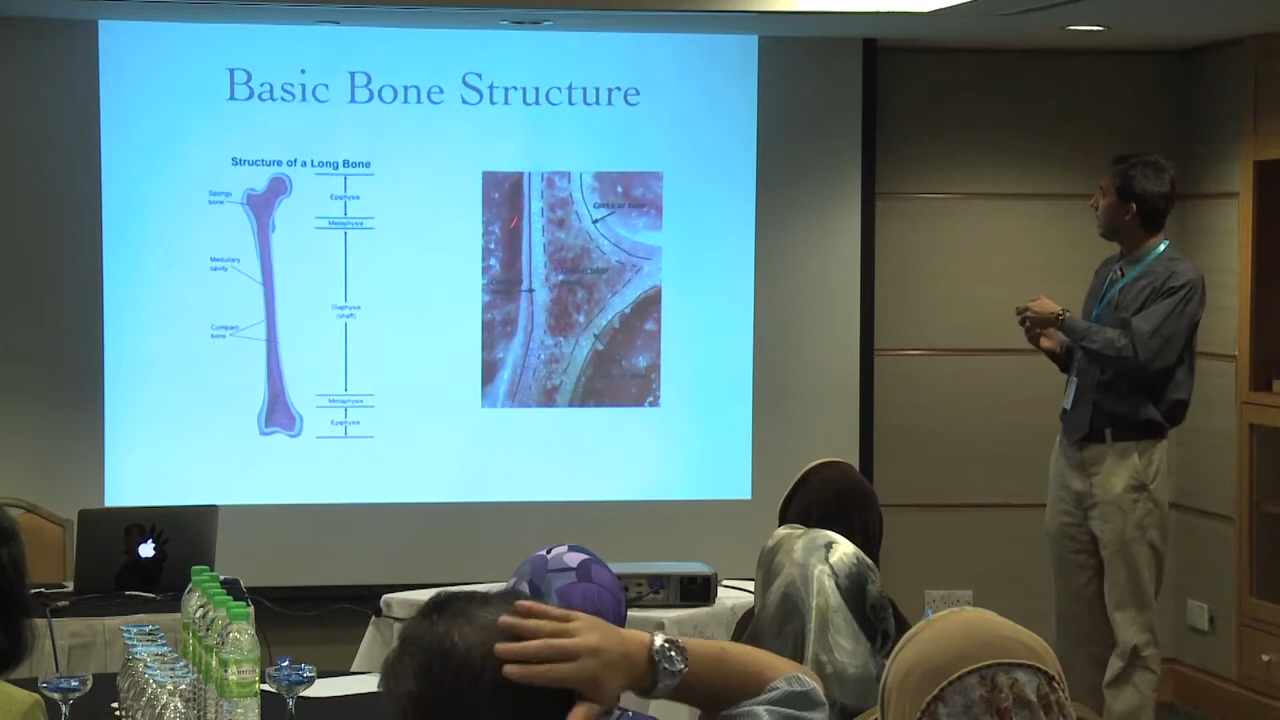 Basic Bone Structure
Structure of a Long Bone
Spongy
bone
Epiphysis
Metaphysis
Medullary
cavity
Diaphysis
(shaft)
Compact
bone
Metaphysis
Epiphysis
Cortical bone